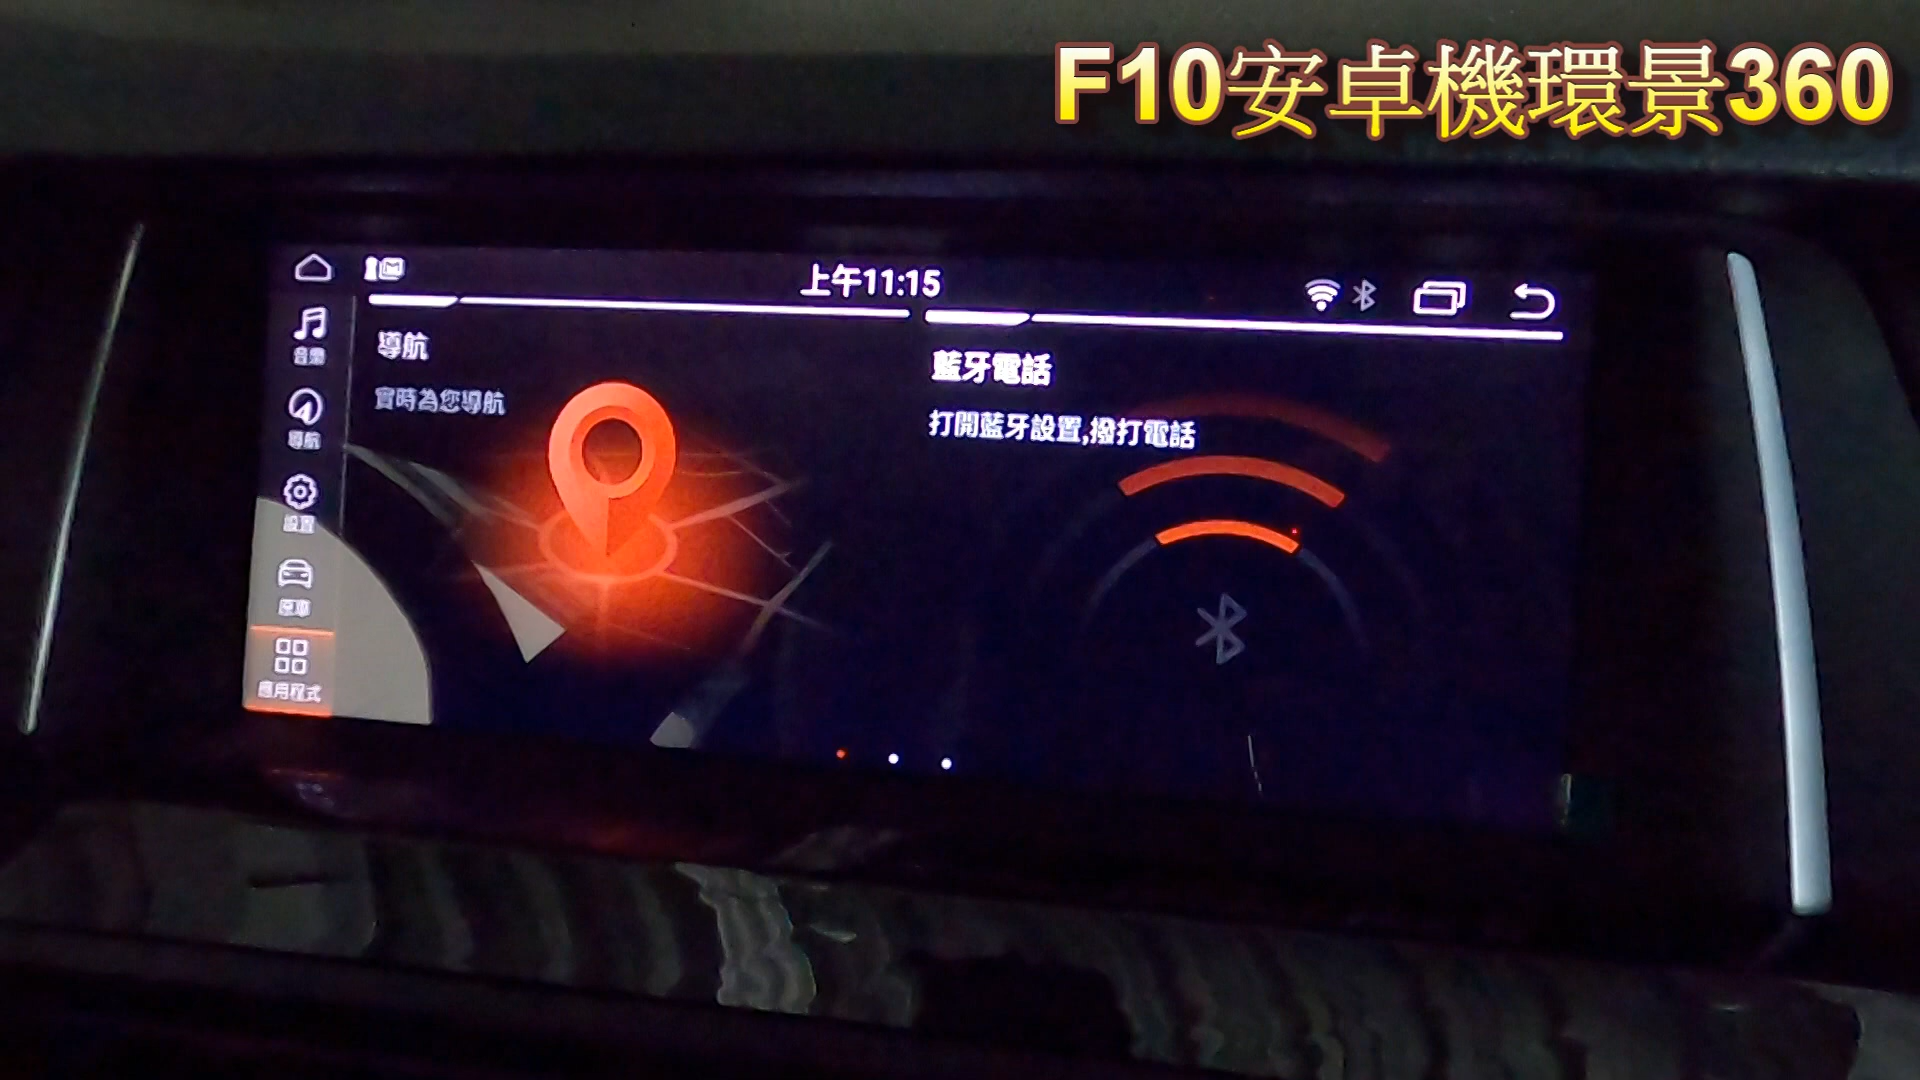 F10安卓機環景360
上午11:15
音樂
導航
設置
原車
應用程式
導航
實時為您導航
藍牙電話
打開藍牙設置,撥打電話